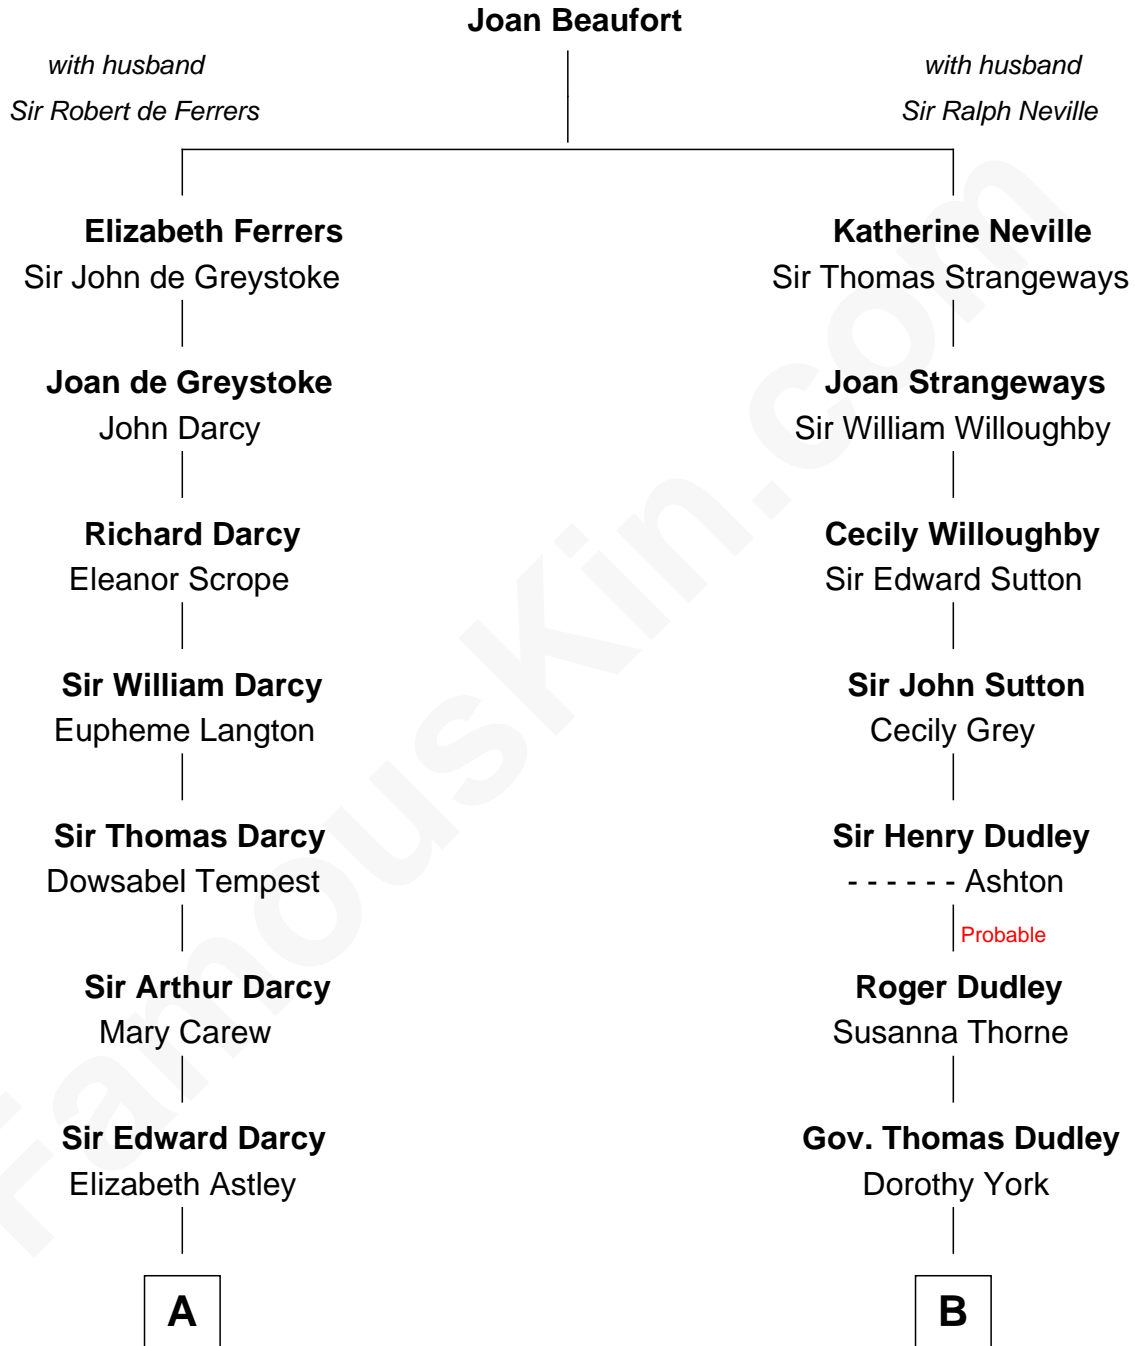 Joan Beaufort
with husband
Sir Robert de Ferrers
with husband
Sir Ralph Neville
Elizabeth Ferrers
Sir John de Greystoke
Katherine Neville
Sir Thomas Strangeways
Joan de Greystoke
John Darcy
Joan Strangeways
Sir William Willoughby
Richard Darcy
Eleanor Scrope
Cecily Willoughby
Sir Edward Sutton
Sir William Darcy
Eupheme Langton
Sir John Sutton
Cecily Grey
Sir Thomas Darcy
Dowsabel Tempest
Sir Henry Dudley
- - - - - - Ashton
Probable
Sir Arthur Darcy
Mary Carew
Roger Dudley
Susanna Thorne
Sir Edward Darcy
Elizabeth Astley
Gov. Thomas Dudley
Dorothy York
A
B
FamousKin.com